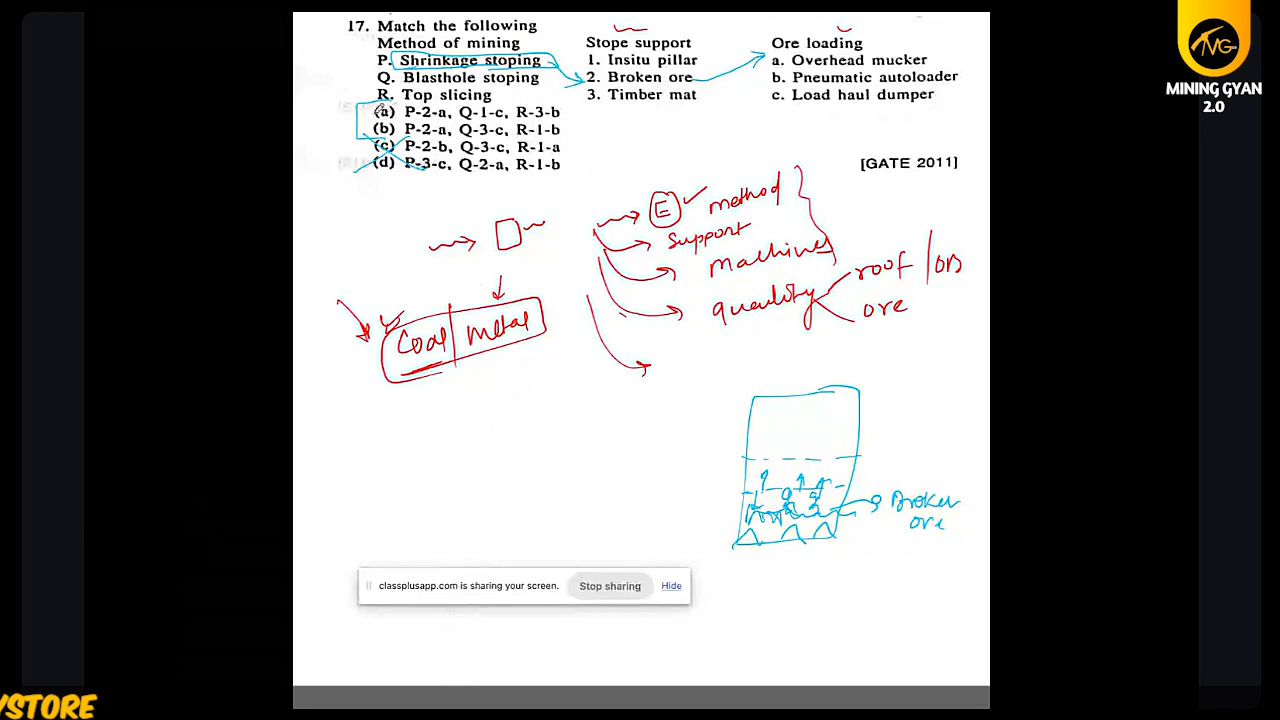 17. Match the following
Method of mining Stope support Ore loading
P. Shrinkage stoping 1. Insitu pillar a. Overhead mucker
Q. Blasthole stoping 2. Broken ore b. Pneumatic autoloader
R. Top slicing 3. Timber mat c. Load haul dumper
(a) P-2-a, Q-1-c, R-3-b
(b) P-2-a, Q-3-c, R-1-b
(c) P-2-b, Q-3-c, R-1-a
(d) P-3-c, Q-2-a, R-1-b
[GATE 2011]
E method
Support
machines
quantity roof / OB
ore
Coal | Metal
Broken
ore
classplusapp.com is sharing your screen. Stop sharing Hide
TVG
MINING GYAN
2.0
YSTORE